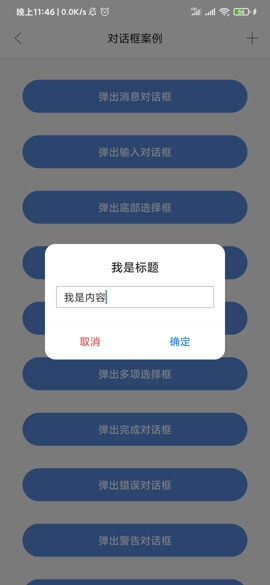 晚上11:46 | 0.0K/s
HD
56
对话框案例
弹出消息对话框
弹出输入对话框
弹出底部选择框
我是标题
我是内容
取消
确定
弹出多项选择框
弹出完成对话框
弹出错误对话框
弹出警告对话框